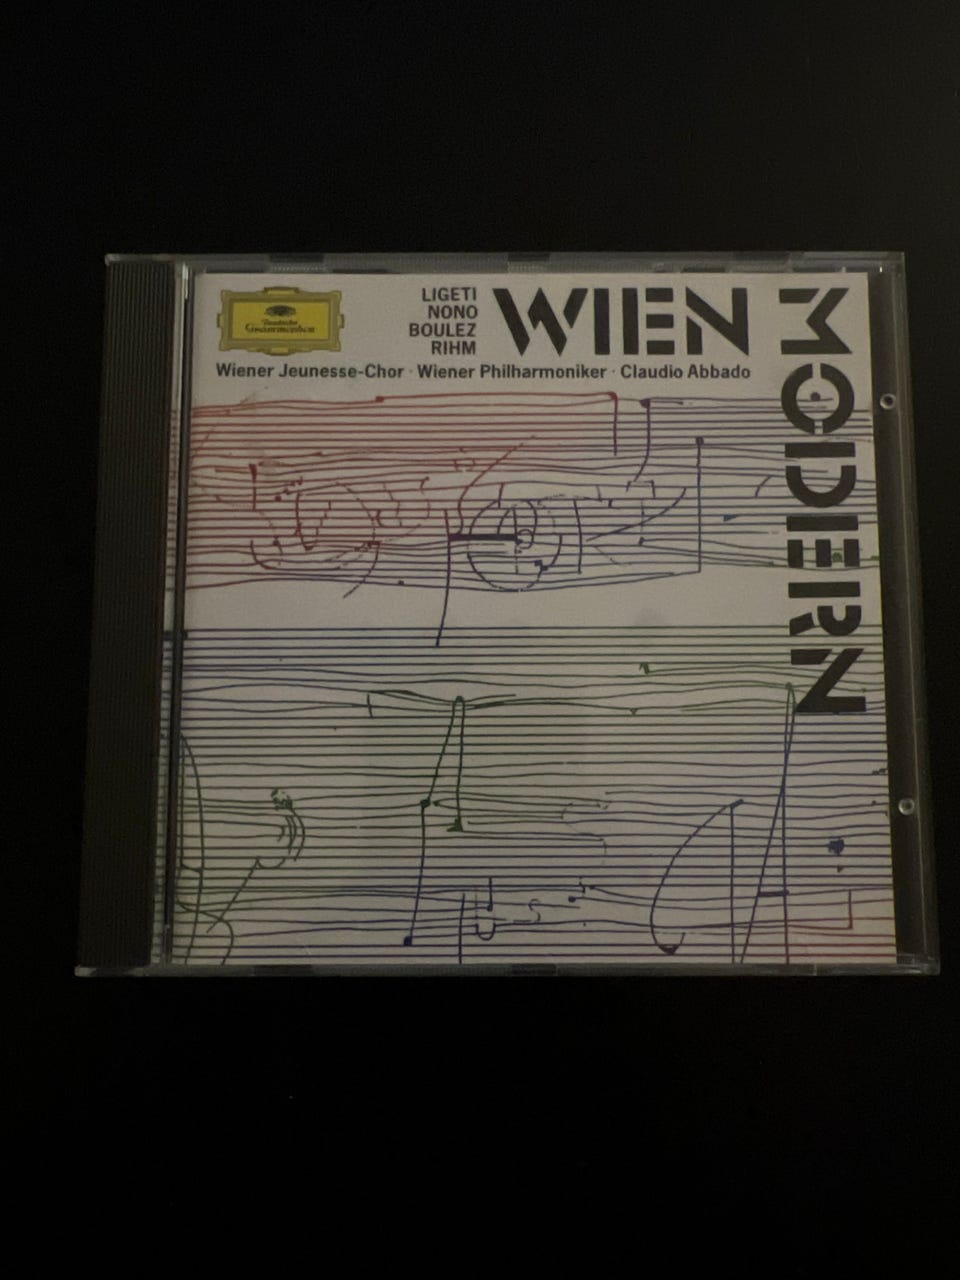 Deutsche
Grammophon
LIGETI
NONO
BOULEZ
RIHM
WIEN
MODERN
Wiener Jeunesse-Chor · Wiener Philharmoniker · Claudio Abbado